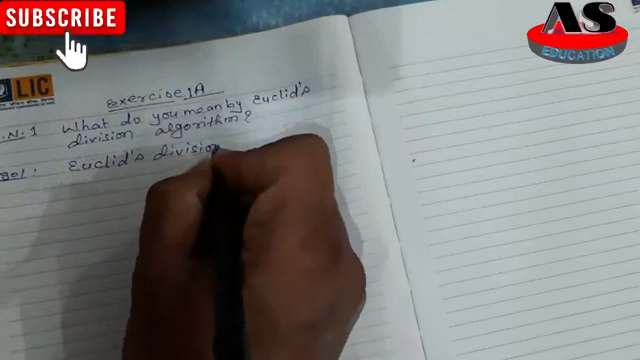 SUBSCRIBE
AS
EDUCATION
LIC
Exercise 1A
.N. 1 What do you mean by Euclid's
division algorithm?
Sol: Euclid's division